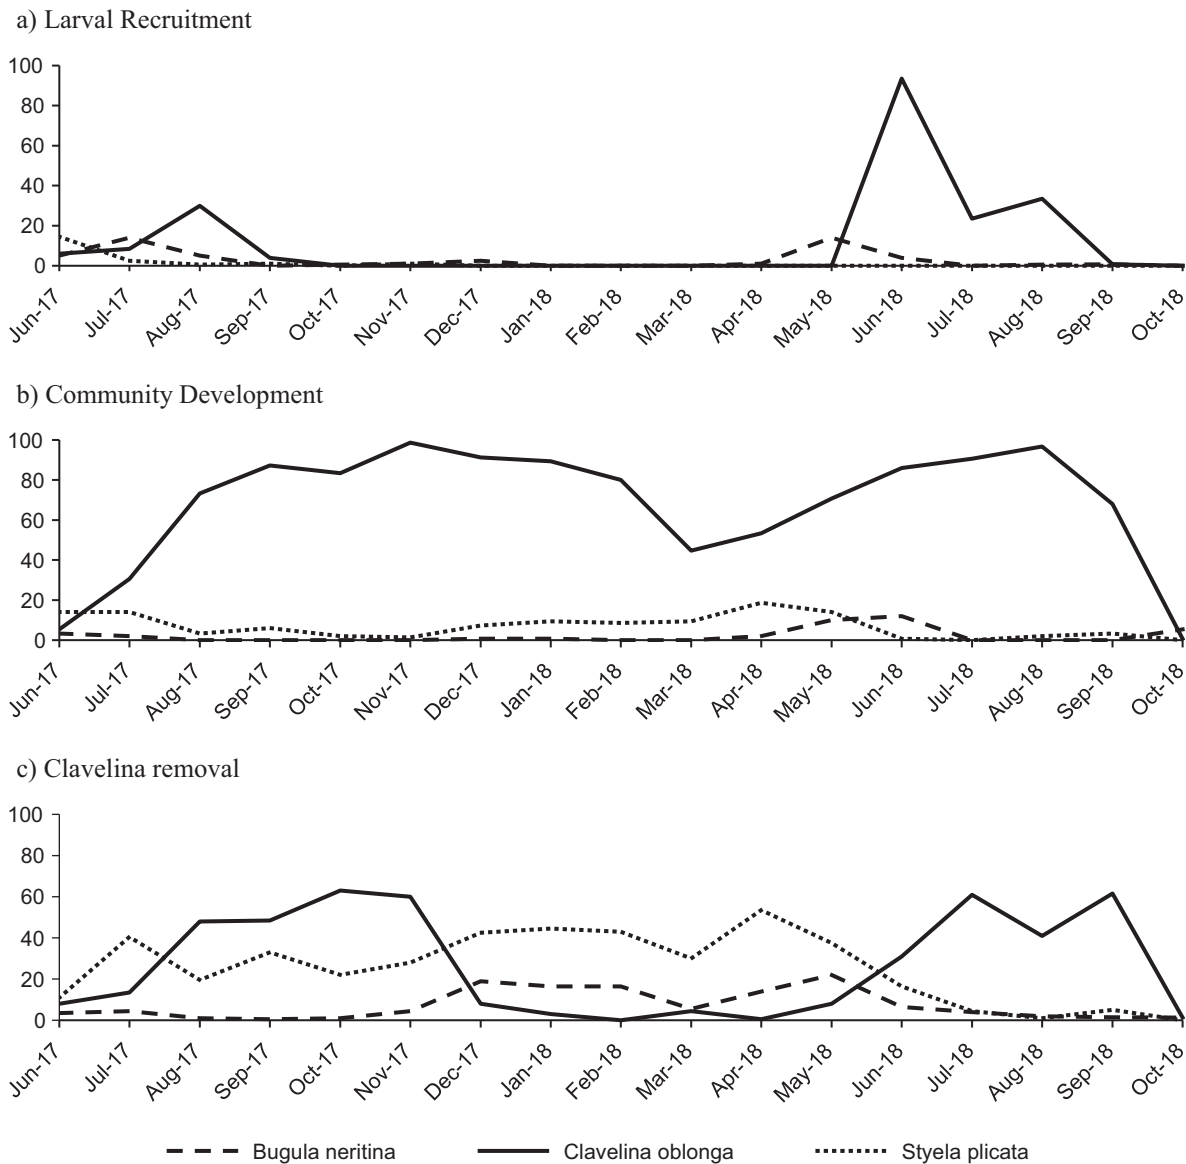 a) Larval Recruitment
100
80
60
40
20
0
Jun-17 Jul-17 Aug-17 Sep-17 Oct-17 Nov-17 Dec-17 Jan-18 Feb-18 Mar-18 Apr-18 May-18 Jun-18 Jul-18 Aug-18 Sep-18 Oct-18
b) Community Development
100
80
60
40
20
0
Jun-17 Jul-17 Aug-17 Sep-17 Oct-17 Nov-17 Dec-17 Jan-18 Feb-18 Mar-18 Apr-18 May-18 Jun-18 Jul-18 Aug-18 Sep-18 Oct-18
c) Clavelina removal
100
80
60
40
20
0
Jun-17 Jul-17 Aug-17 Sep-17 Oct-17 Nov-17 Dec-17 Jan-18 Feb-18 Mar-18 Apr-18 May-18 Jun-18 Jul-18 Aug-18 Sep-18 Oct-18
Bugula neritina Clavelina oblonga Styela plicata